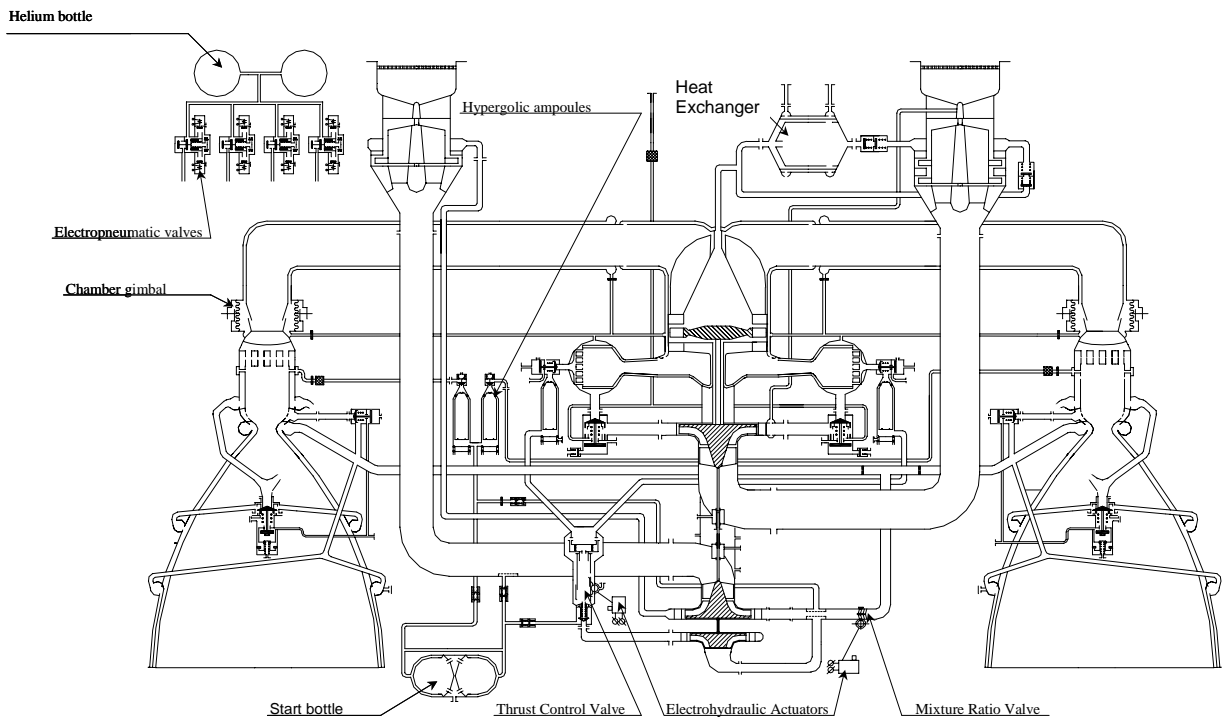 Helium bottle
Hypergolic ampoules
Heat
Exchanger
Electropneumatic valves
Chamber gimbal
Start bottle
Thrust Control Valve
Electrohydraulic Actuators
Mixture Ratio Valve